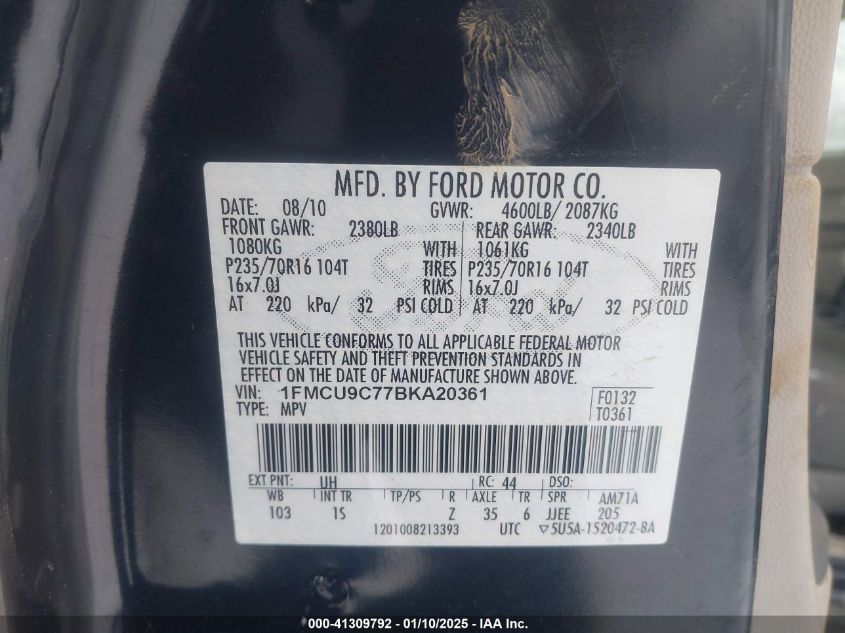 MFD. BY FORD MOTOR CO.
DATE: 08/10 GVWR: 4600LB/ 2087KG
FRONT GAWR: 2380LB REAR GAWR: 2340LB
1080KG WITH 1061KG WITH
P235/70R16 104T TIRES P235/70R16 104T TIRES
16x7.0J RIMS 16x7.0J RIMS
AT 220 kPa/ 32 PSI COLD AT 220 kPa/ 32 PSI COLD
THIS VEHICLE CONFORMS TO ALL APPLICABLE FEDERAL MOTOR
VEHICLE SAFETY AND THEFT PREVENTION STANDARDS IN
EFFECT ON THE DATE OF MANUFACTURE SHOWN ABOVE.
VIN: 1FMCU9C77BKA20361 F0132
TYPE: MPV T0361
EXT PNT: UH RC: 44 DSO:
WB INT TR TP/PS R AXLE TR SPR AM71A
103 1S Z 35 6 JJEE 205
1201008213393 UTC ▽5U5A-1520472-BA
000-41309792 - 01/10/2025 - IAA Inc.